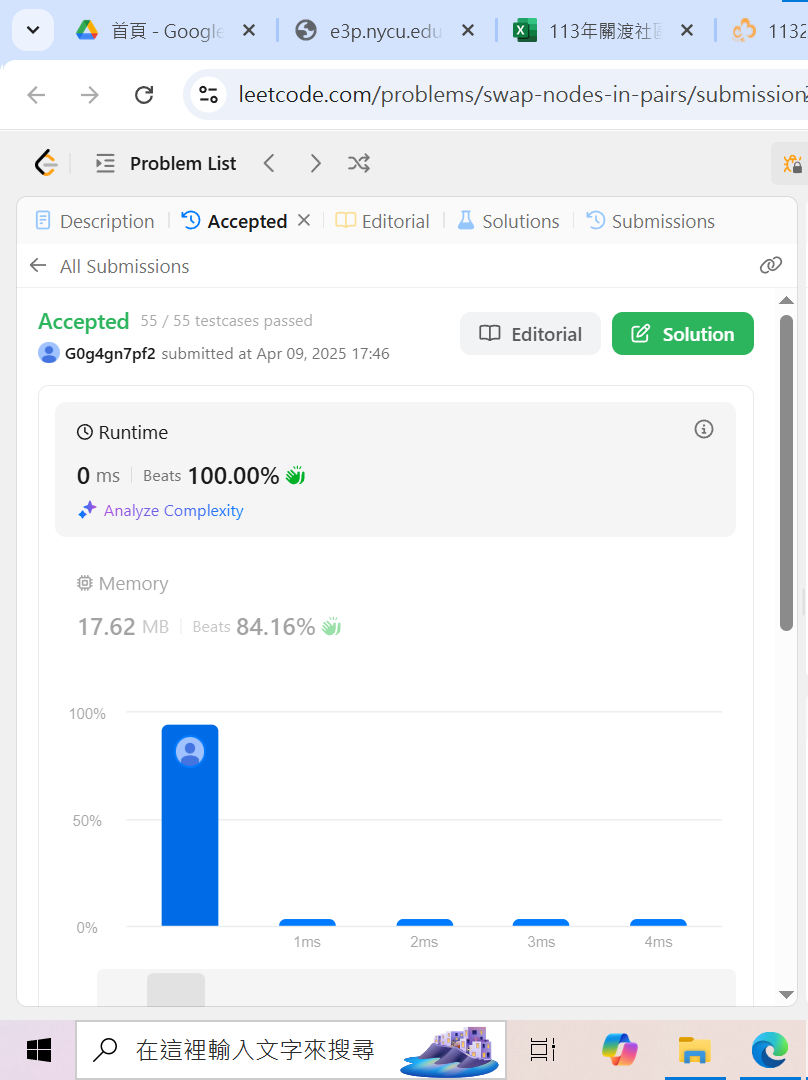 首頁 - Google
e3p.nycu.edu
113年關渡社
1132
leetcode.com/problems/swap-nodes-in-pairs/submission
Problem List
Description
Accepted
Editorial
Solutions
Submissions
All Submissions
Accepted 55 / 55 testcases passed
G0g4gn7pf2 submitted at Apr 09, 2025 17:46
Editorial
Solution
Runtime
0 ms Beats 100.00%
Analyze Complexity
Memory
17.62 MB Beats 84.16%
100%
50%
0%
1ms 2ms 3ms 4ms
在這裡輸入文字來搜尋